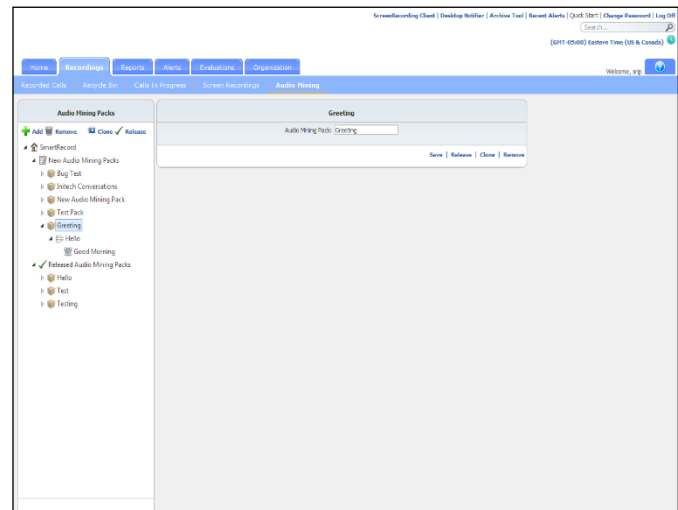 ScreenRecording Client | Desktop Notifier | Archive Tool | Recent Alerts | Quick Start | Change Password | Log Off
Search...
(GMT-05:00) Eastern Time (US & Canada)
Home Recordings Reports Alerts Evaluations Organization
Welcome, srip
Recorded Calls Recycle Bin Calls In Progress Screen Recordings Audio Mining
Audio Mining Packs
Greeting
Add Remove Clone Release
Audio Mining Pack: Greeting
SmartRecord
Save | Release | Clone | Remove
New Audio Mining Packs
Bug Test
Initech Conversations
New Audio Mining Pack
Test Pack
Greeting
Hello
Good Morning
Released Audio Mining Packs
Hello
Test
Testing